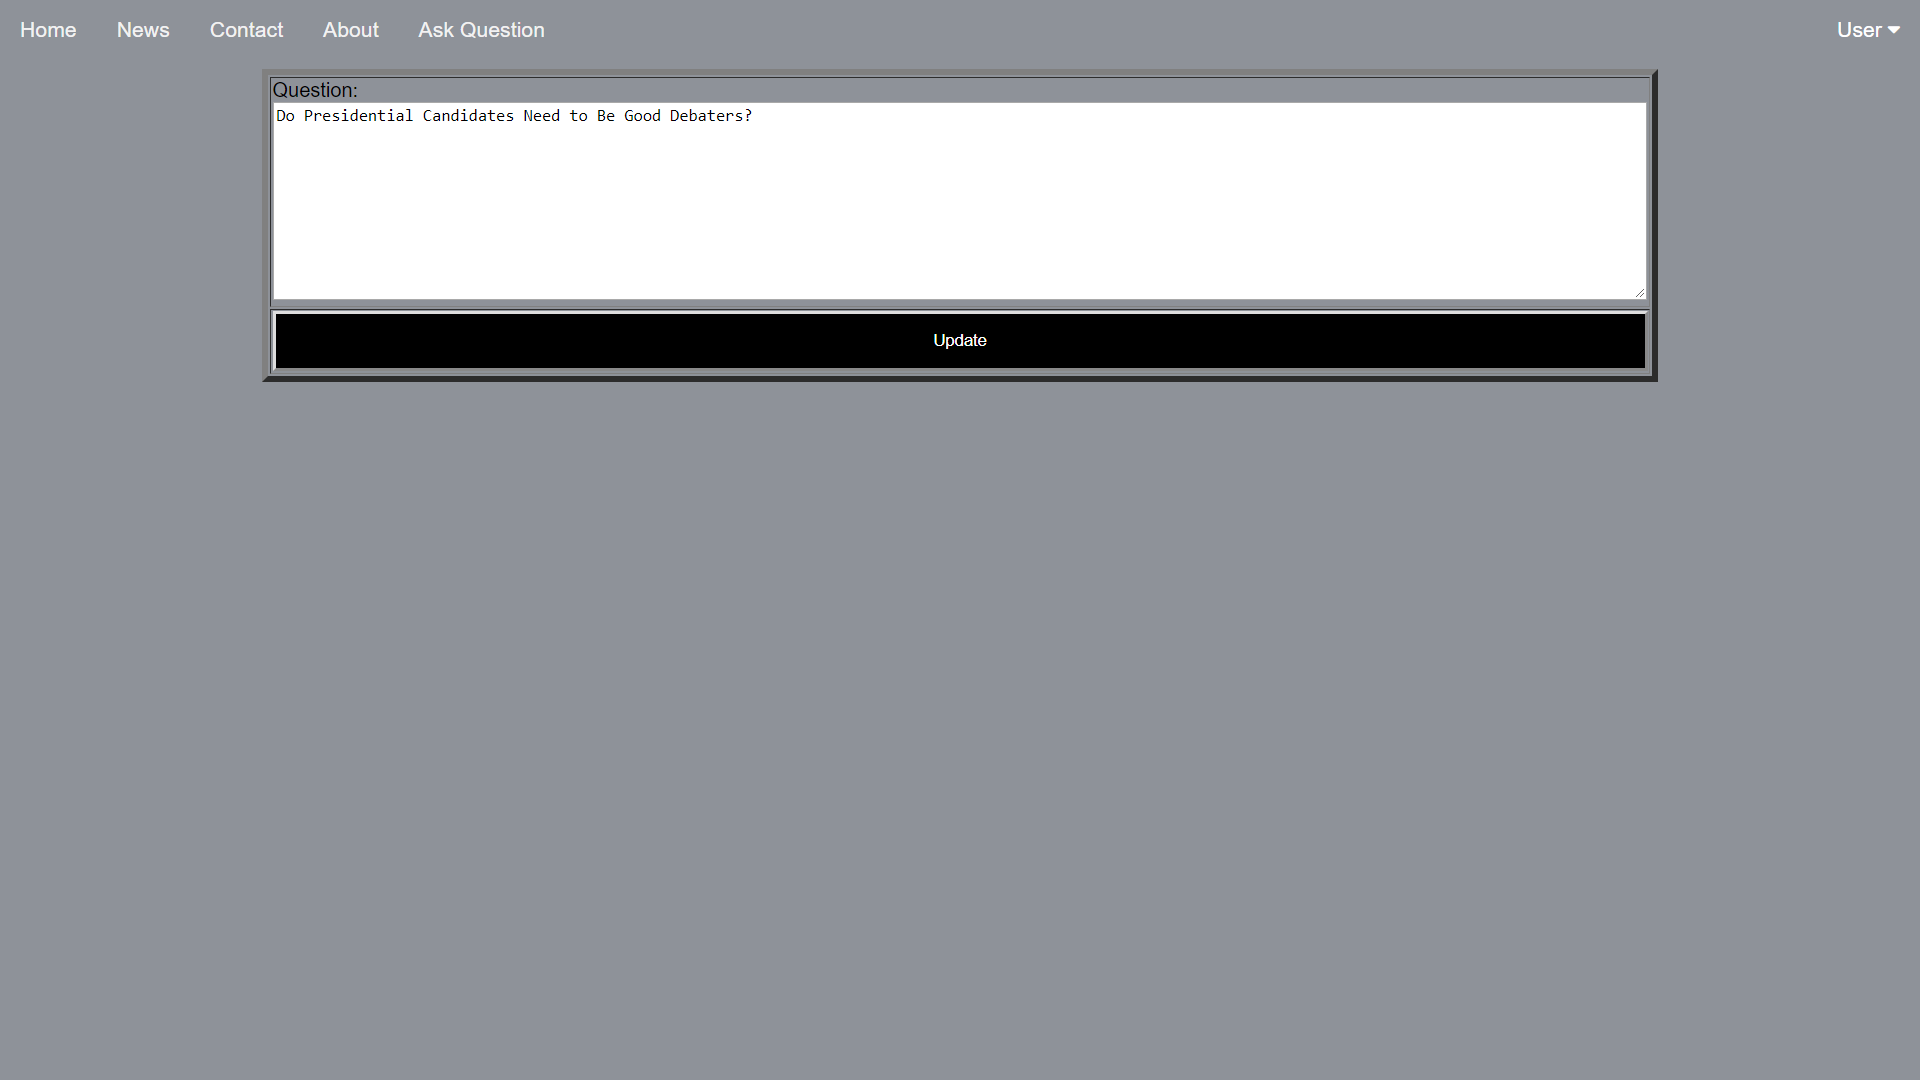 Home News Contact About Ask Question User
Question:
Do Presidential Candidates Need to Be Good Debaters?
Update